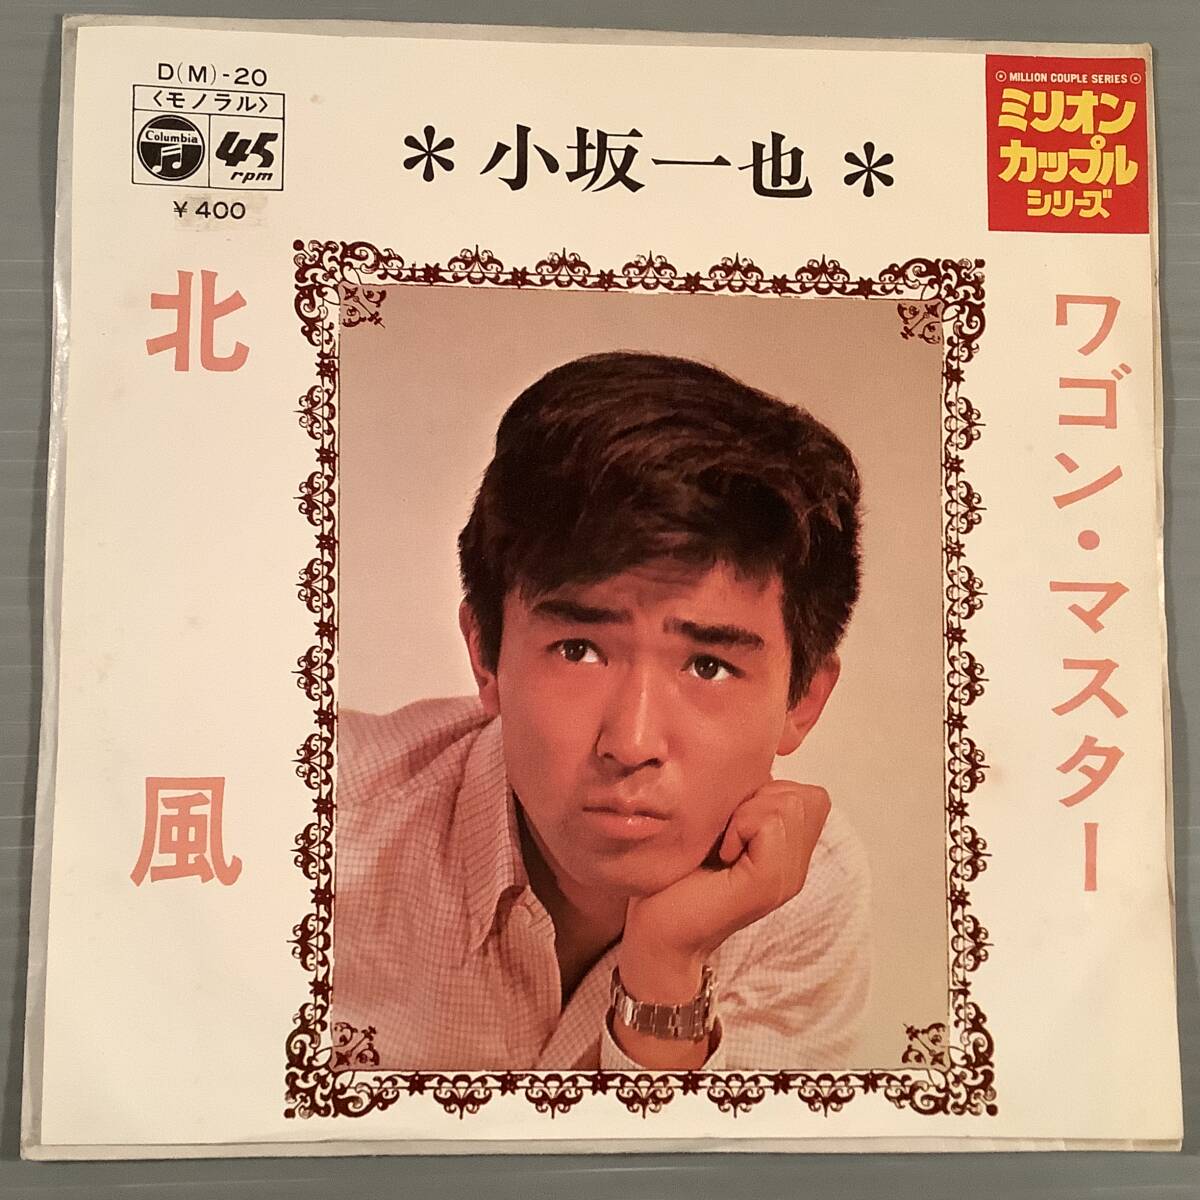 D(M)-20
〈モノラル〉
Columbia
45
rpm
¥400
＊小坂一也＊
◉ MILLION COUPLE SERIES ◉
ミリオン
カップル
シリーズ
ワゴン・マスター
北風